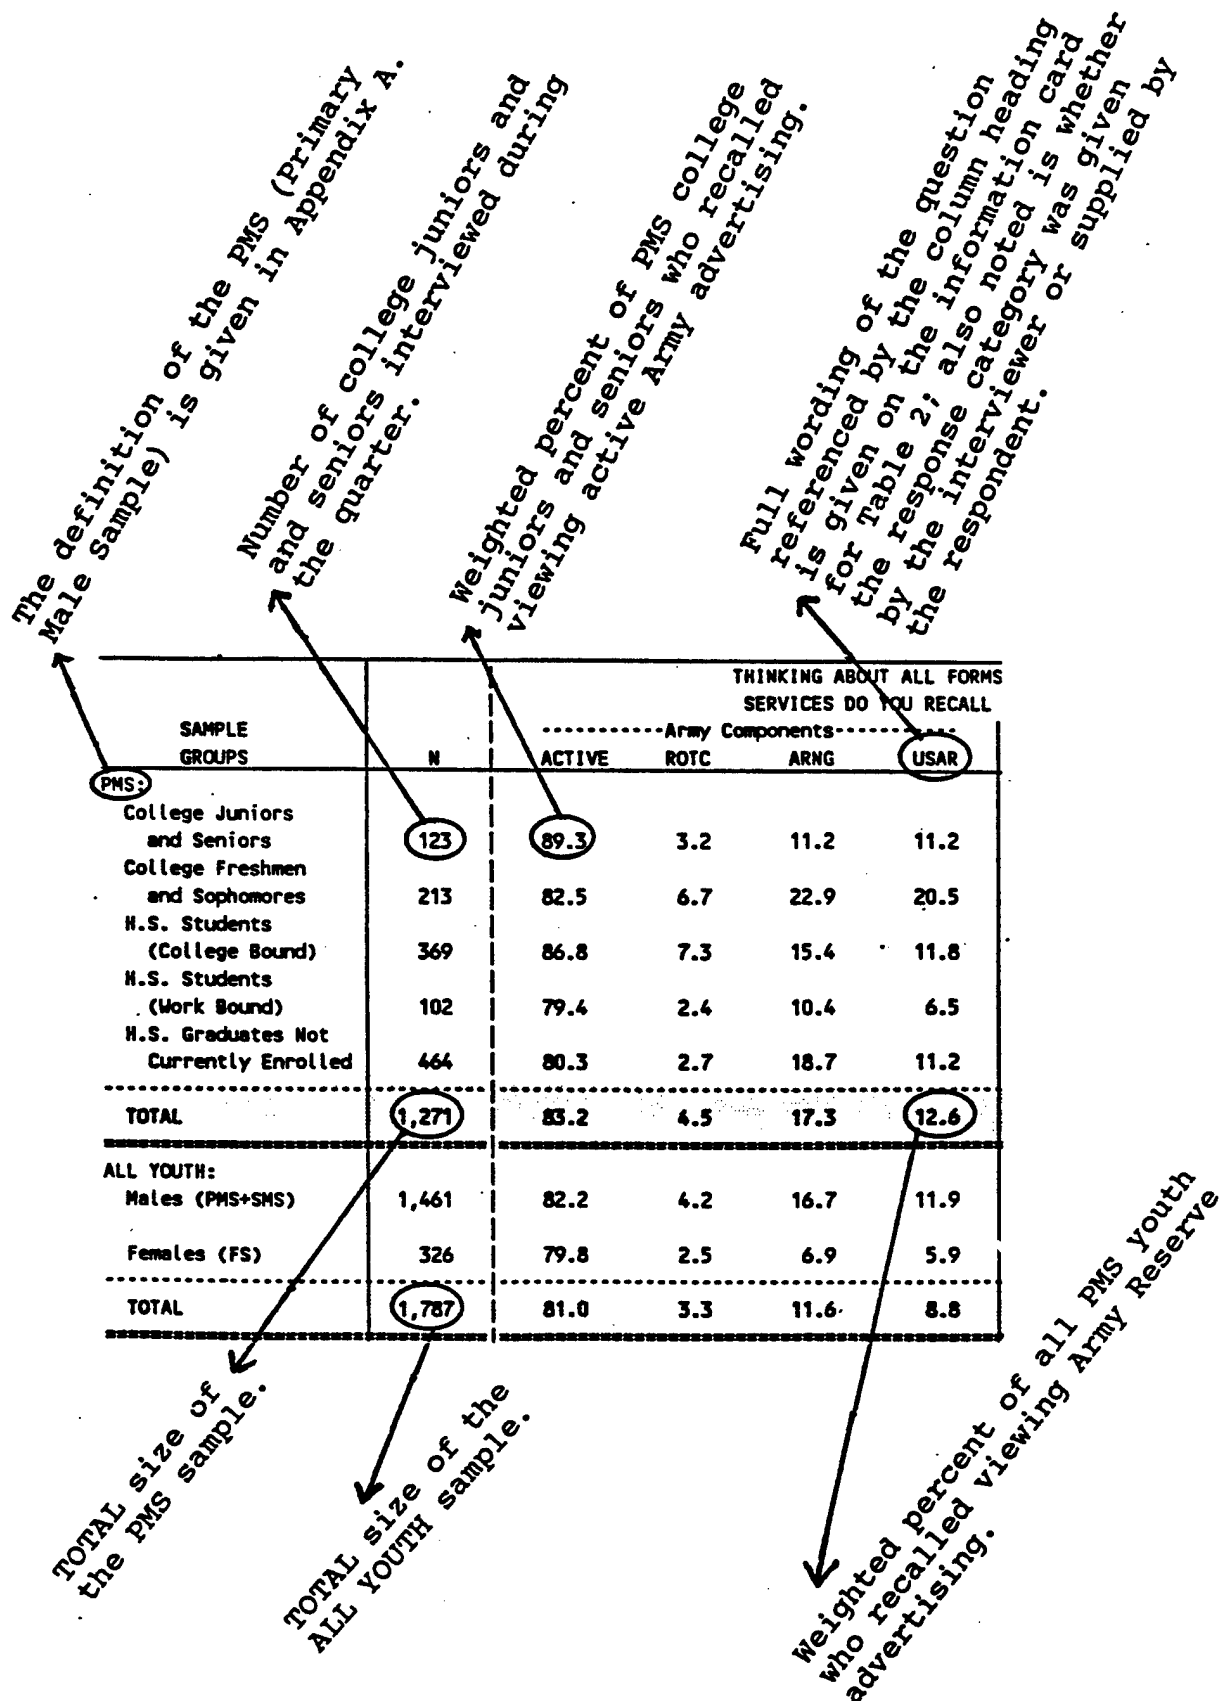 The definition of the PMS (Primary
Male Sample) is given in Appendix A.
Number of college juniors and
and seniors interviewed during
the quarter.
Weighted percent of PMS college
juniors and seniors who recalled
viewing active Army advertising.
Full wording of the question
referenced by the column heading
is given on the information card
for Table 2; also noted is whether
the response category was given
by the interviewer or supplied by
the respondent.
THINKING ABOUT ALL FORMS
SERVICES DO YOU RECALL
SAMPLE ------------Army Components------------
GROUPS N ACTIVE ROTC ARNG USAR
PMS:
College Juniors
and Seniors 123 89.3 3.2 11.2 11.2
College Freshmen
and Sophomores 213 82.5 6.7 22.9 20.5
H.S. Students
(College Bound) 369 86.8 7.3 15.4 11.8
H.S. Students
(Work Bound) 102 79.4 2.4 10.4 6.5
H.S. Graduates Not
Currently Enrolled 464 80.3 2.7 18.7 11.2
TOTAL 1,271 83.2 4.5 17.3 12.6
ALL YOUTH:
Males (PMS+SMS) 1,461 82.2 4.2 16.7 11.9
Females (FS) 326 79.8 2.5 6.9 5.9
TOTAL 1,787 81.0 3.3 11.6 8.8
TOTAL size of
the PMS sample.
TOTAL size of the
ALL YOUTH sample.
Weighted percent of all PMS youth
who recalled viewing Army Reserve
advertising.